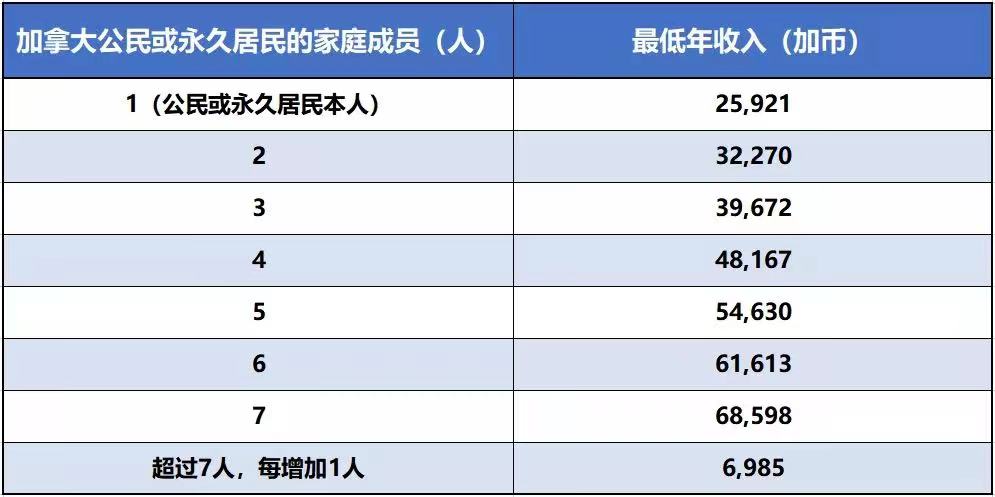 加拿大公民或永久居民的家庭成员（人） 最低年收入（加币）
1（公民或永久居民本人） 25,921
2 32,270
3 39,672
4 48,167
5 54,630
6 61,613
7 68,598
超过7人，每增加1人 6,985